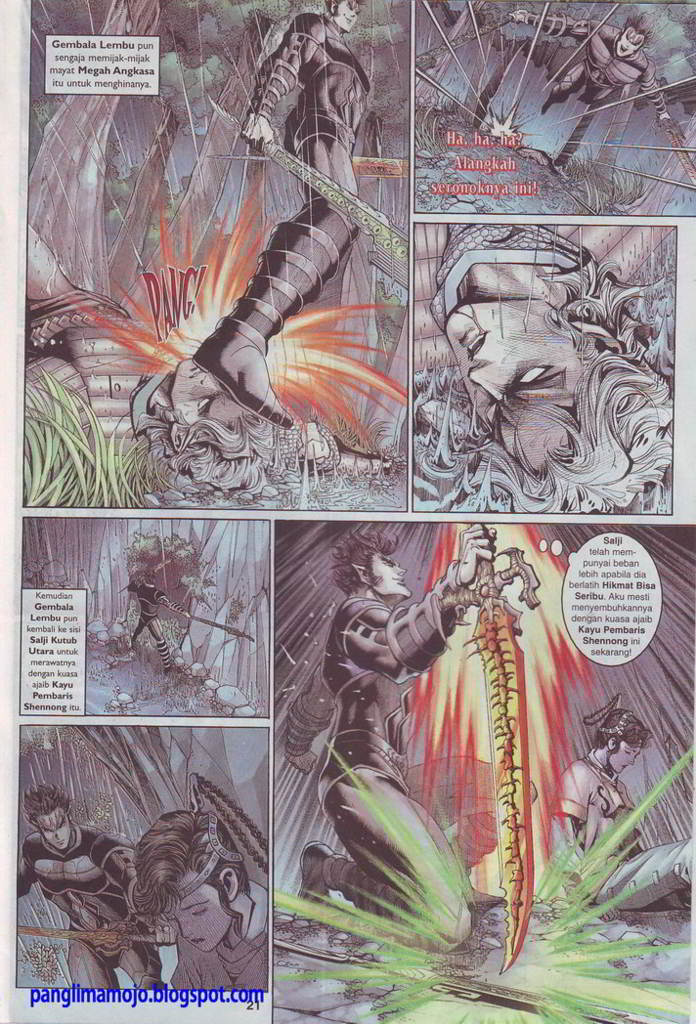 Gembala Lembu pun
sengaja memijak-mijak
mayat Megah Angkasa
itu untuk menghinanya.
PANG!
Ha, ha, ha?
Alangkah
seronoknya ini!
Kemudian
Gembala
Lembu pun
kembali ke sisi
Salji Kutub
Utara untuk
merawatnya
dengan kuasa
ajaib Kayu
Pembaris
Shennong itu.
Salji
telah mem-
punyai beban
lebih apabila dia
berlatih Hikmat Bisa
Seribu. Aku mesti
menyembuhkannya
dengan kuasa ajaib
Kayu Pembaris
Shennong ini
sekarang!
panglimamojo.blogspot.com
21